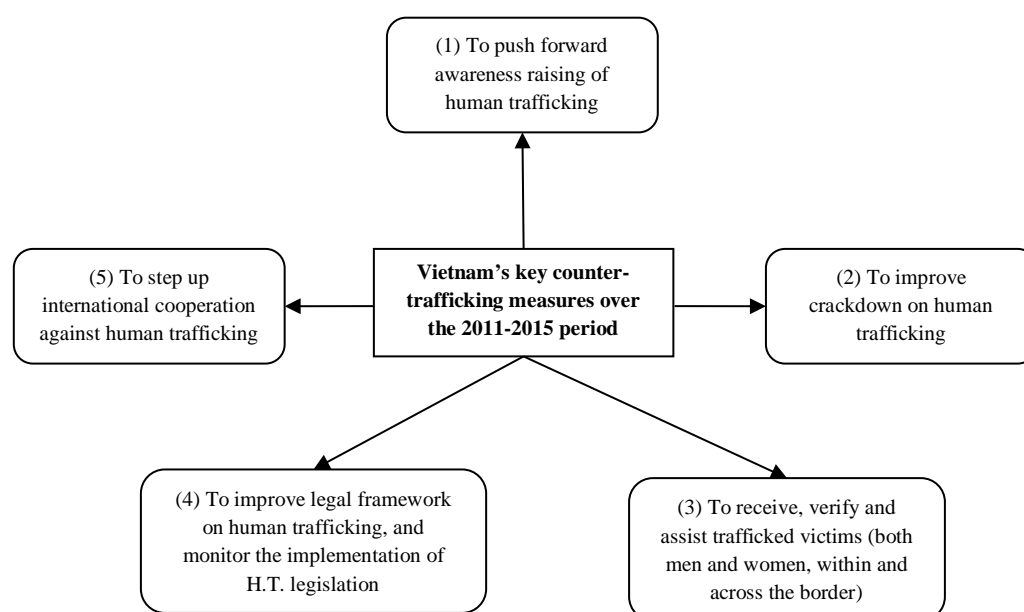 (1) To push forward
awareness raising of
human trafficking
(5) To step up
international cooperation
against human trafficking
Vietnam’s key counter-
trafficking measures over
the 2011-2015 period
(2) To improve
crackdown on human
trafficking
(4) To improve legal framework
on human trafficking, and
monitor the implementation of
H.T. legislation
(3) To receive, verify and
assist trafficked victims (both
men and women, within and
across the border)